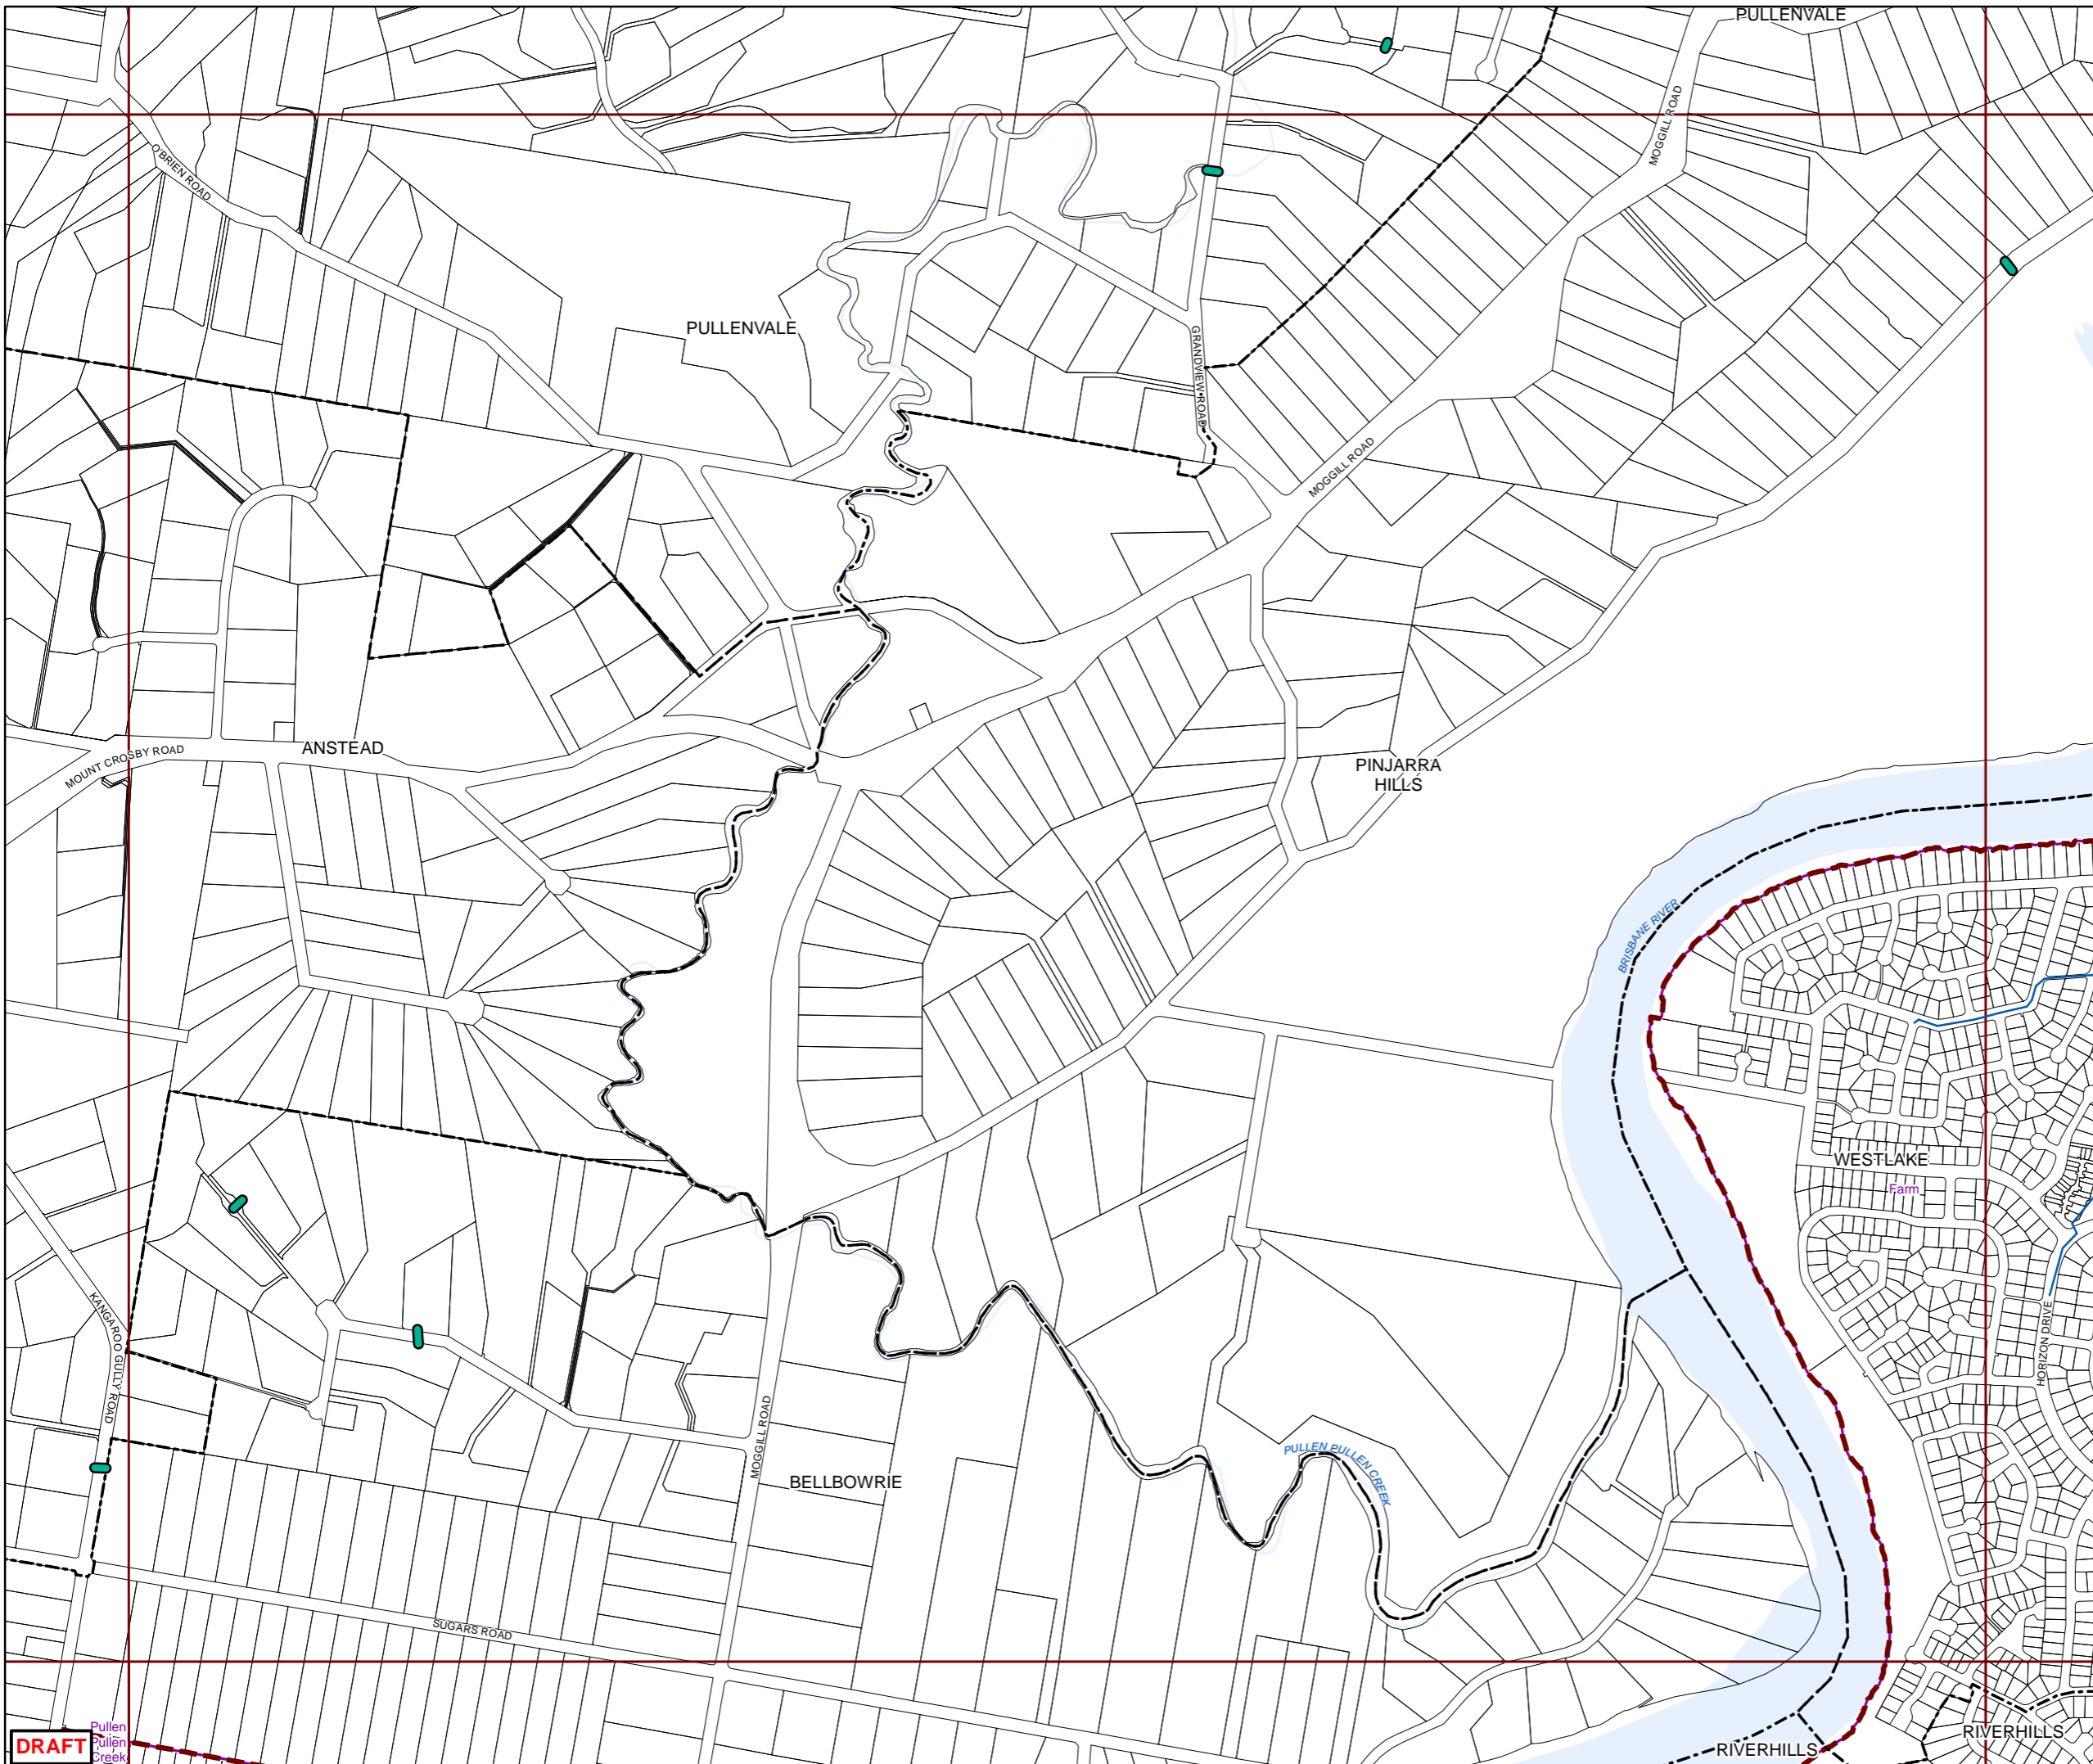 PULLENVALE
MOGGILL ROAD
O'BRIEN ROAD
PULLENVALE
GRANDVIEW ROAD
MOGGILL ROAD
ANSTEAD
MOUNT CROSBY ROAD
PINJARRA
HILLS
BRISBANE RIVER
WESTLAKE
Farm
KANGAROO GULLY ROAD
HORIZON DRIVE
MOGGILL ROAD
PULLEN PULLEN CREEK
BELLBOWRIE
SUGARS ROAD
Pullen
Pullen
Creek
DRAFT
RIVERHILLS
RIVERHILLS